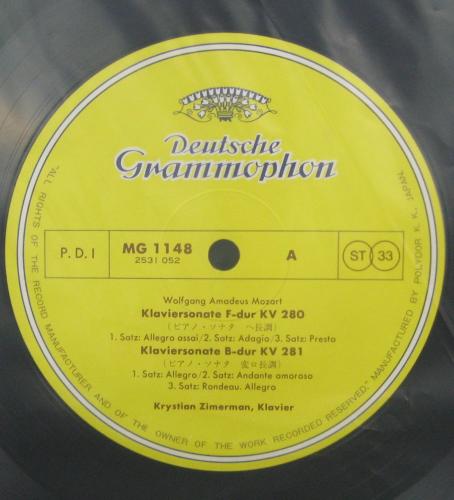 Deutsche
Grammophon
P.D.I
MG 1148
2531 052
A
ST 33
Wolfgang Amadeus Mozart
Klaviersonate F-dur KV 280
(ピアノ・ソナタ ヘ長調)
1. Satz: Allegro assai/2. Satz: Adagio/3. Satz: Presto
Klaviersonate B-dur KV 281
(ピアノ・ソナタ 変ロ長調)
1. Satz: Allegro/2. Satz: Andante amoroso
3. Satz: Rondeau. Allegro
Krystian Zimerman, Klavier
"ALL RIGHTS OF THE RECORD MANUFACTURER AND OF THE OWNER OF THE WORK RECORDED RESERVED." MANUFACTURED BY POLYDOR K. K. JAPAN.